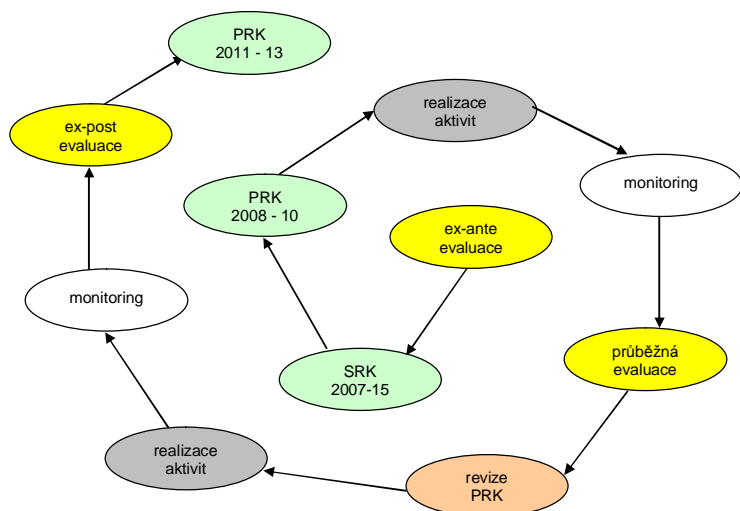 PRK
2011 - 13
realizace
aktivit
ex-post
evaluace
monitoring
PRK
2008 - 10
ex-ante
evaluace
monitoring
průběžná
evaluace
SRK
2007-15
realizace
aktivit
revize
PRK